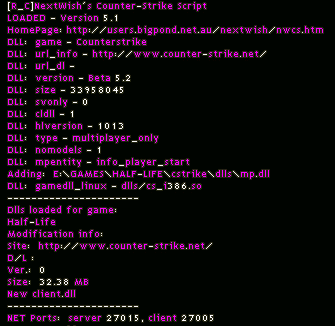 [R_C]NextWish's Counter-Strike Script
LOADED - Version 5.1
HomePage: http://users.bigpond.net.au/nextwish/nwcs.htm
DLL: game - Counterstrike
DLL: url_info - http://www.counter-strike.net/
DLL: url_dl -
DLL: version - Beta 5.2
DLL: size - 33958045
DLL: svonly - 0
DLL: cldll - 1
DLL: hlversion - 1013
DLL: type - multiplayer_only
DLL: nomodels - 1
DLL: mpentity - info_player_start
Adding: E:\GAMES\HALF-LIFE\cstrike\dlls\mp.dll
DLL: gamedll_linux - dlls/cs_i386.so
----------------------
Dlls loaded for game:
Half-Life
Modification info:
Site: http://www.counter-strike.net/
D/L :
Ver.: 0
Size: 32.38 MB
New client.dll
----------------------
NET Ports: server 27015, client 27005